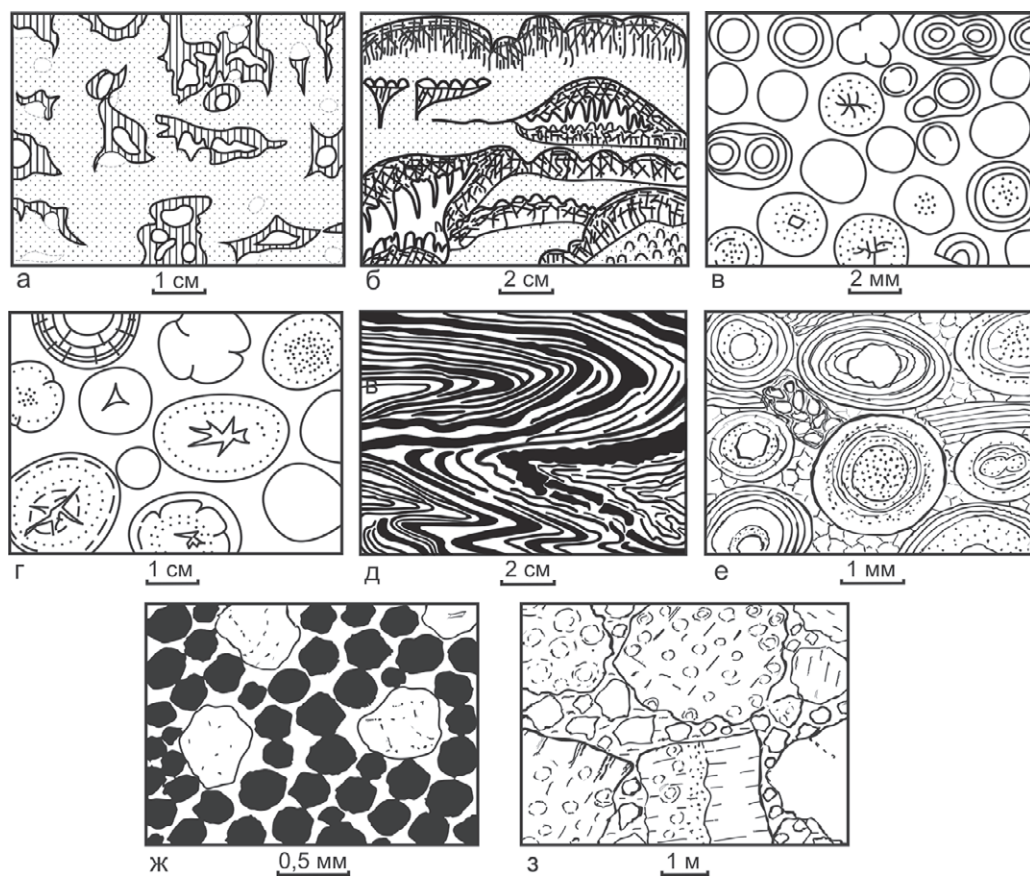 а 1 см
б 2 см
в 2 мм
г 1 см
в
д 2 см
е 1 мм
ж 0,5 мм
з 1 м